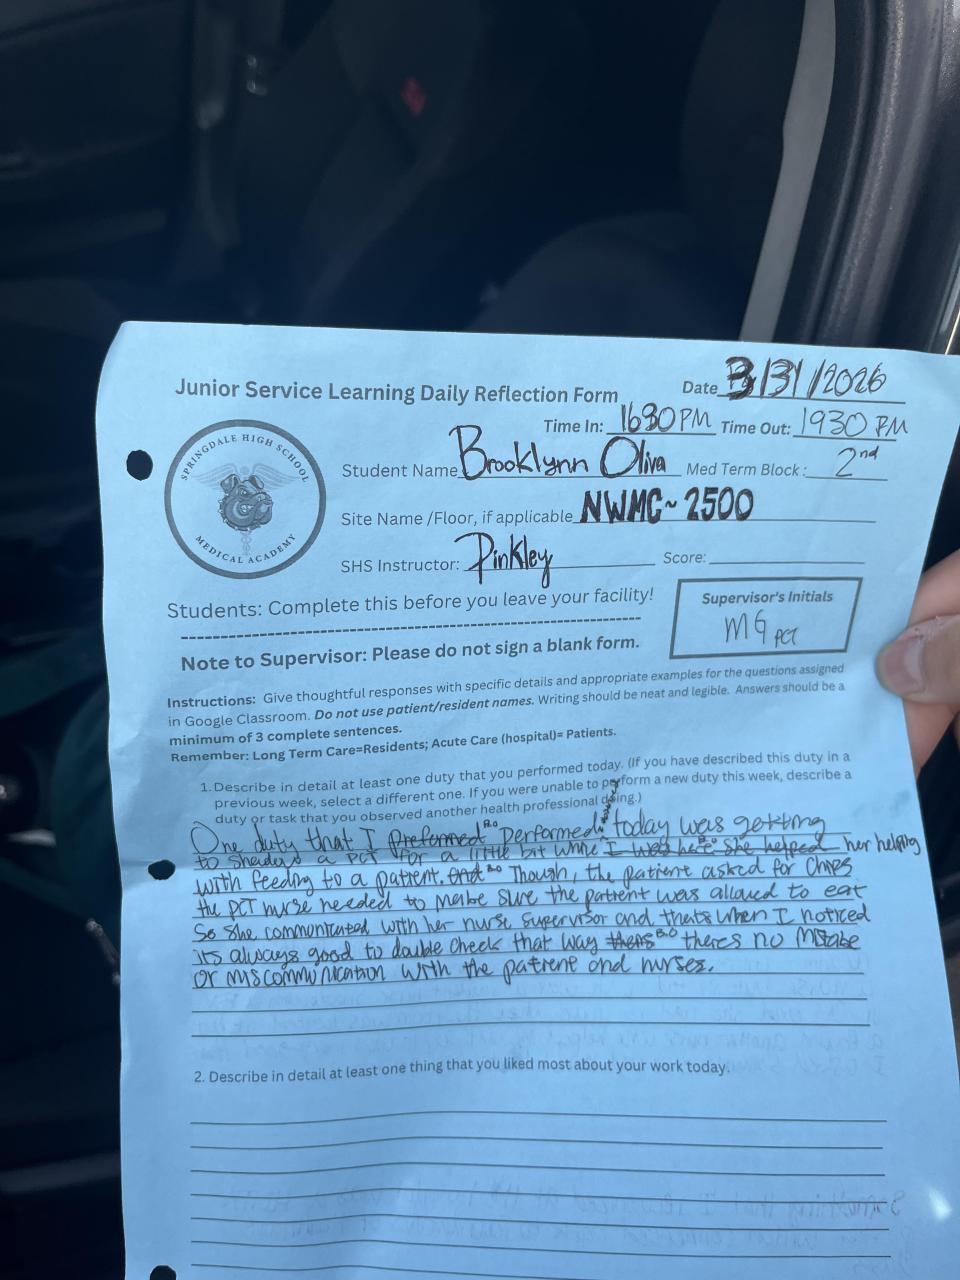 Junior Service Learning Daily Reflection Form
Date 3/31/2026
Time In: 1630 PM Time Out: 1930 PM
SPRINGDALE HIGH SCHOOL
MEDICAL ACADEMY
Student Name Brooklynn Oliva Med Term Block: 2nd
Site Name /Floor, if applicable NWMC~2500
SHS Instructor: Pinkley Score:
Students: Complete this before you leave your facility!
Supervisor's Initials
MG PCT
Note to Supervisor: Please do not sign a blank form.
Instructions: Give thoughtful responses with specific details and appropriate examples for the questions assigned
in Google Classroom. Do not use patient/resident names. Writing should be neat and legible. Answers should be a
minimum of 3 complete sentences.
Remember: Long Term Care=Residents; Acute Care (hospital)= Patients.
1. Describe in detail at least one duty that you performed today. (If you have described this duty in a
previous week, select a different one. If you were unable to perform a new duty this week, describe a
duty or task that you observed another health professional doing.)
One duty that I preformed B.O performed today was getting
to a PCT for a little bit while I was here she helped her helping
with feeding to a patient. and B.O Though, the patient asked for chips
the PCT nurse needed to make sure the patient was allowed to eat
so she communicated with her nurse supervisor and thats when I noticed
its always good to double check that way thers B.O theres no mistake
or miscommunication with the patient and nurses.
2. Describe in detail at least one thing that you liked most about your work today.